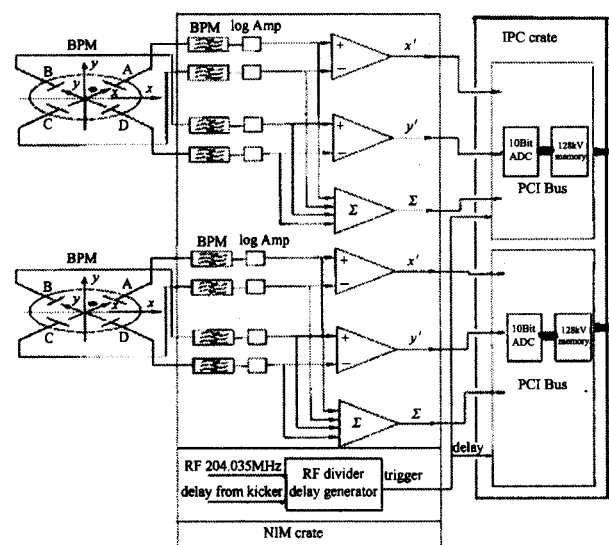 BPM
B
A
y
y
x
x
C
D
BPM log Amp
+
−
x′
+
−
y′
Σ
Σ
IPC crate
10Bit
ADC
128kV
memory
PCI Bus
BPM
B
A
y
y
x
x
C
D
BPM log Amp
+
−
x′
+
−
y′
Σ
Σ
10Bit
ADC
128kV
memory
PCI Bus
RF 204.035MHz
delay from kicker
RF divider
delay generator
trigger
delay
NIM crate